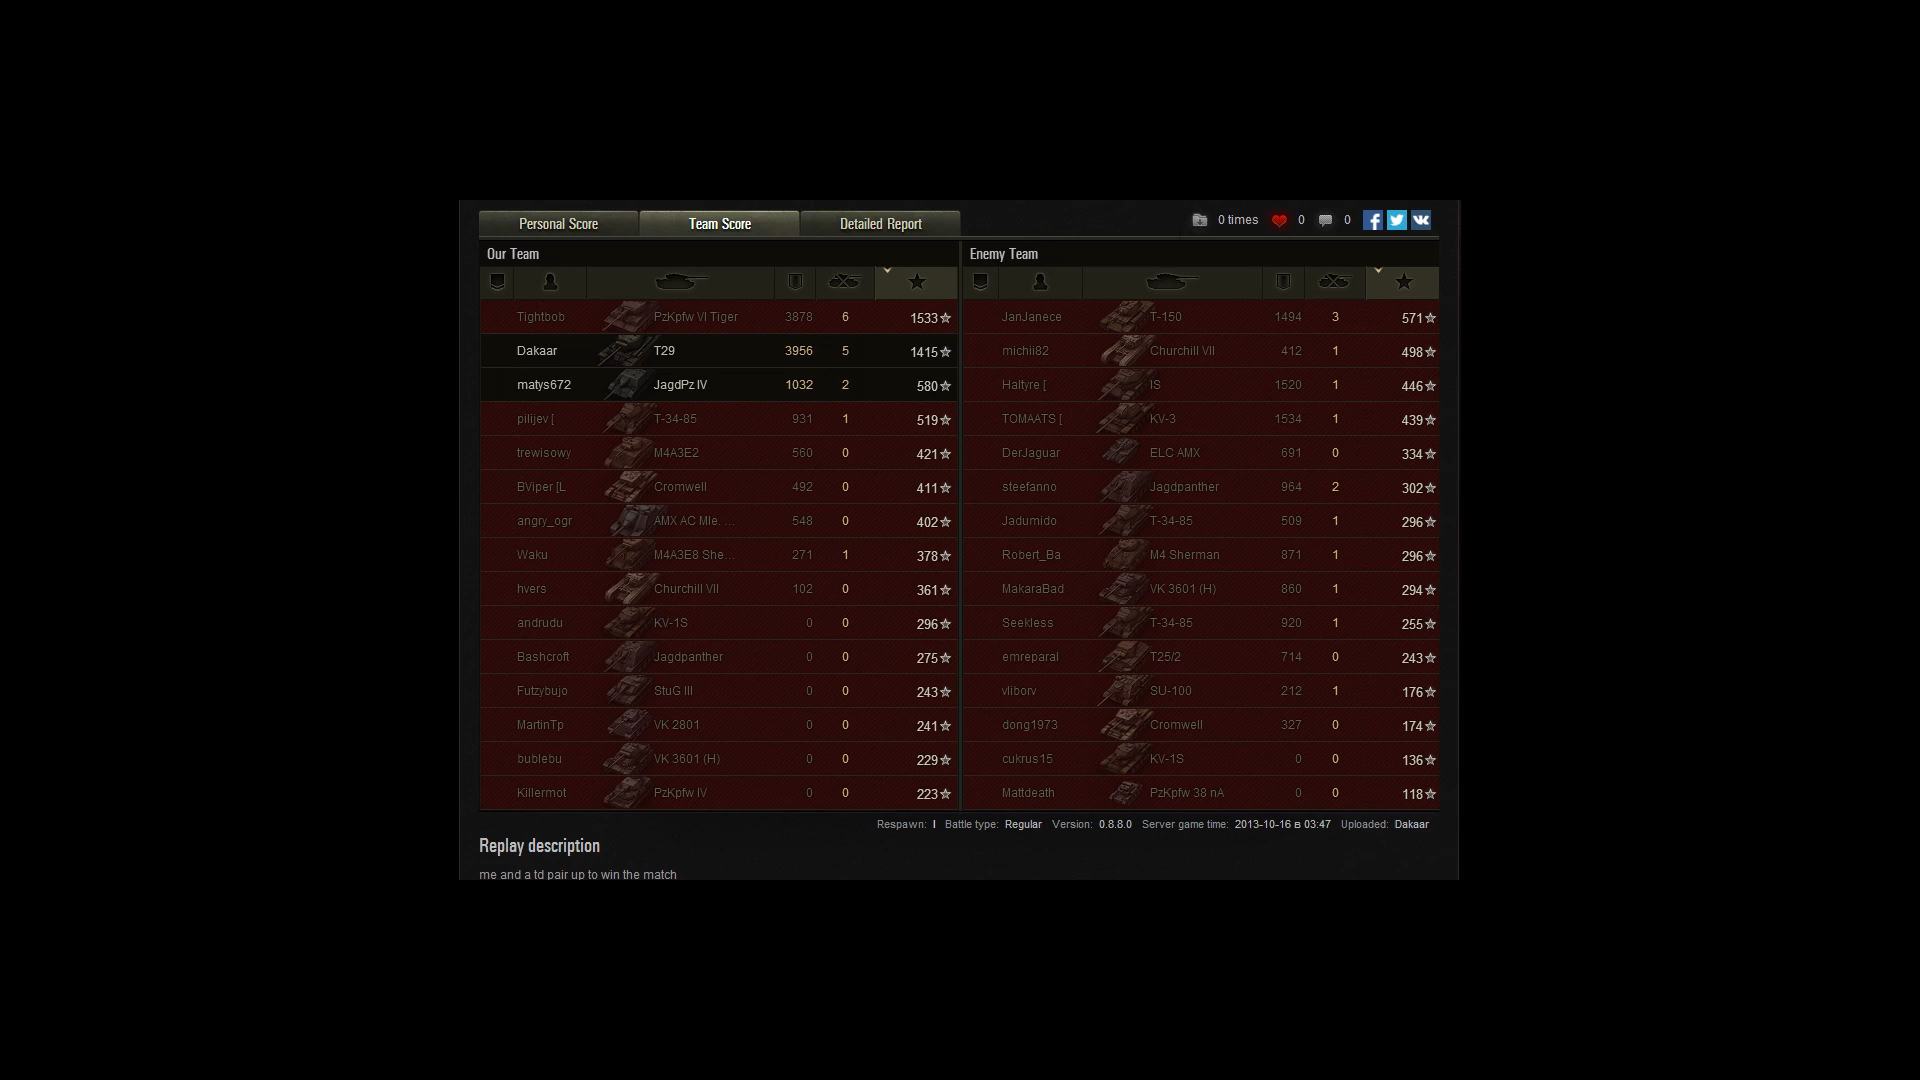 Personal Score Team Score Detailed Report 0 times 0 0
Our Team Enemy Team
Tightbob PzKpfw VI Tiger 3878 6 1533 JanJanece T-150 1494 3 571
Dakaar T29 3956 5 1415 michii82 Churchill VII 412 1 498
matys672 JagdPz IV 1032 2 580 Haltyre [ IS 1520 1 446
pilijev [ T-34-85 931 1 519 TOMAATS [ KV-3 1534 1 439
trewisowy M4A3E2 560 0 421 DerJaguar ELC AMX 691 0 334
BViper [L Cromwell 492 0 411 steefanno Jagdpanther 964 2 302
angry_ogr AMX AC Mle. ... 548 0 402 Jadumido T-34-85 509 1 296
Waku M4A3E8 She... 271 1 378 Robert_Ba M4 Sherman 871 1 296
hvers Churchill VII 102 0 361 MakaraBad VK 3601 (H) 860 1 294
andrudu KV-1S 0 0 296 Seekless T-34-85 920 1 255
Bashcroft Jagdpanther 0 0 275 emreparal T25/2 714 0 243
Futzybujo StuG III 0 0 243 vliborv SU-100 212 1 176
MartinTp VK 2801 0 0 241 dong1973 Cromwell 327 0 174
bublebu VK 3601 (H) 0 0 229 cukrus15 KV-1S 0 0 136
Killermot PzKpfw IV 0 0 223 Mattdeath PzKpfw 38 nA 0 0 118
Respawn: I Battle type: Regular Version: 0.8.8.0 Server game time: 2013-10-16 в 03:47 Uploaded: Dakaar
Replay description
me and a td pair up to win the match